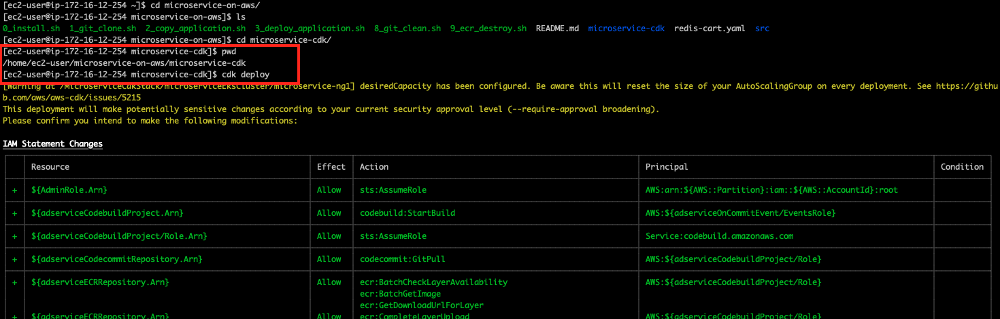 [ec2-user@ip-172-16-12-254 ~]$ cd microservice-on-aws/
[ec2-user@ip-172-16-12-254 microservice-on-aws]$ ls
0_install.sh  1_git_clone.sh  2_copy_application.sh  3_deploy_application.sh  8_git_clean.sh  9_ecr_destroy.sh  README.md  microservice-cdk  redis-cart.yaml  src
[ec2-user@ip-172-16-12-254 microservice-on-aws]$ cd microservice-cdk/
[ec2-user@ip-172-16-12-254 microservice-cdk]$ pwd
/home/ec2-user/microservice-on-aws/microservice-cdk
[ec2-user@ip-172-16-12-254 microservice-cdk]$ cdk deploy
[Warning at /MicroserviceCdkStack/microserviceEksCluster/microservice-ng1] desiredCapacity has been configured. Be aware this will reset the size of your AutoScalingGroup on every deployment. See https://githu
b.com/aws/aws-cdk/issues/5215
This deployment will make potentially sensitive changes according to your current security approval level (--require-approval broadening).
Please confirm you intend to make the following modifications:
IAM Statement Changes
Resource Effect Action Principal Condition
+ ${AdminRole.Arn} Allow sts:AssumeRole AWS:arn:${AWS::Partition}:iam::${AWS::AccountId}:root
+ ${adserviceCodebuildProject.Arn} Allow codebuild:StartBuild AWS:${adserviceOnCommitEvent/EventsRole}
+ ${adserviceCodebuildProject/Role.Arn} Allow sts:AssumeRole Service:codebuild.amazonaws.com
+ ${adserviceCodecommitRepository.Arn} Allow codecommit:GitPull AWS:${adserviceCodebuildProject/Role}
+ ${adserviceECRRepository.Arn} Allow ecr:BatchCheckLayerAvailability AWS:${adserviceCodebuildProject/Role}
ecr:BatchGetImage
ecr:GetDownloadUrlForLayer
+ ${adserviceECRRepository.Arn} Allow ecr:CompleteLayerUpload AWS:${adserviceCodebuildProject/Role}